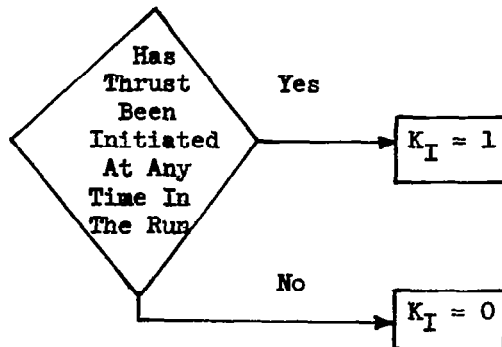 Has
Thrust
Been
Initiated
At Any
Time In
The Run
Yes
K_I = 1
No
K_I = 0